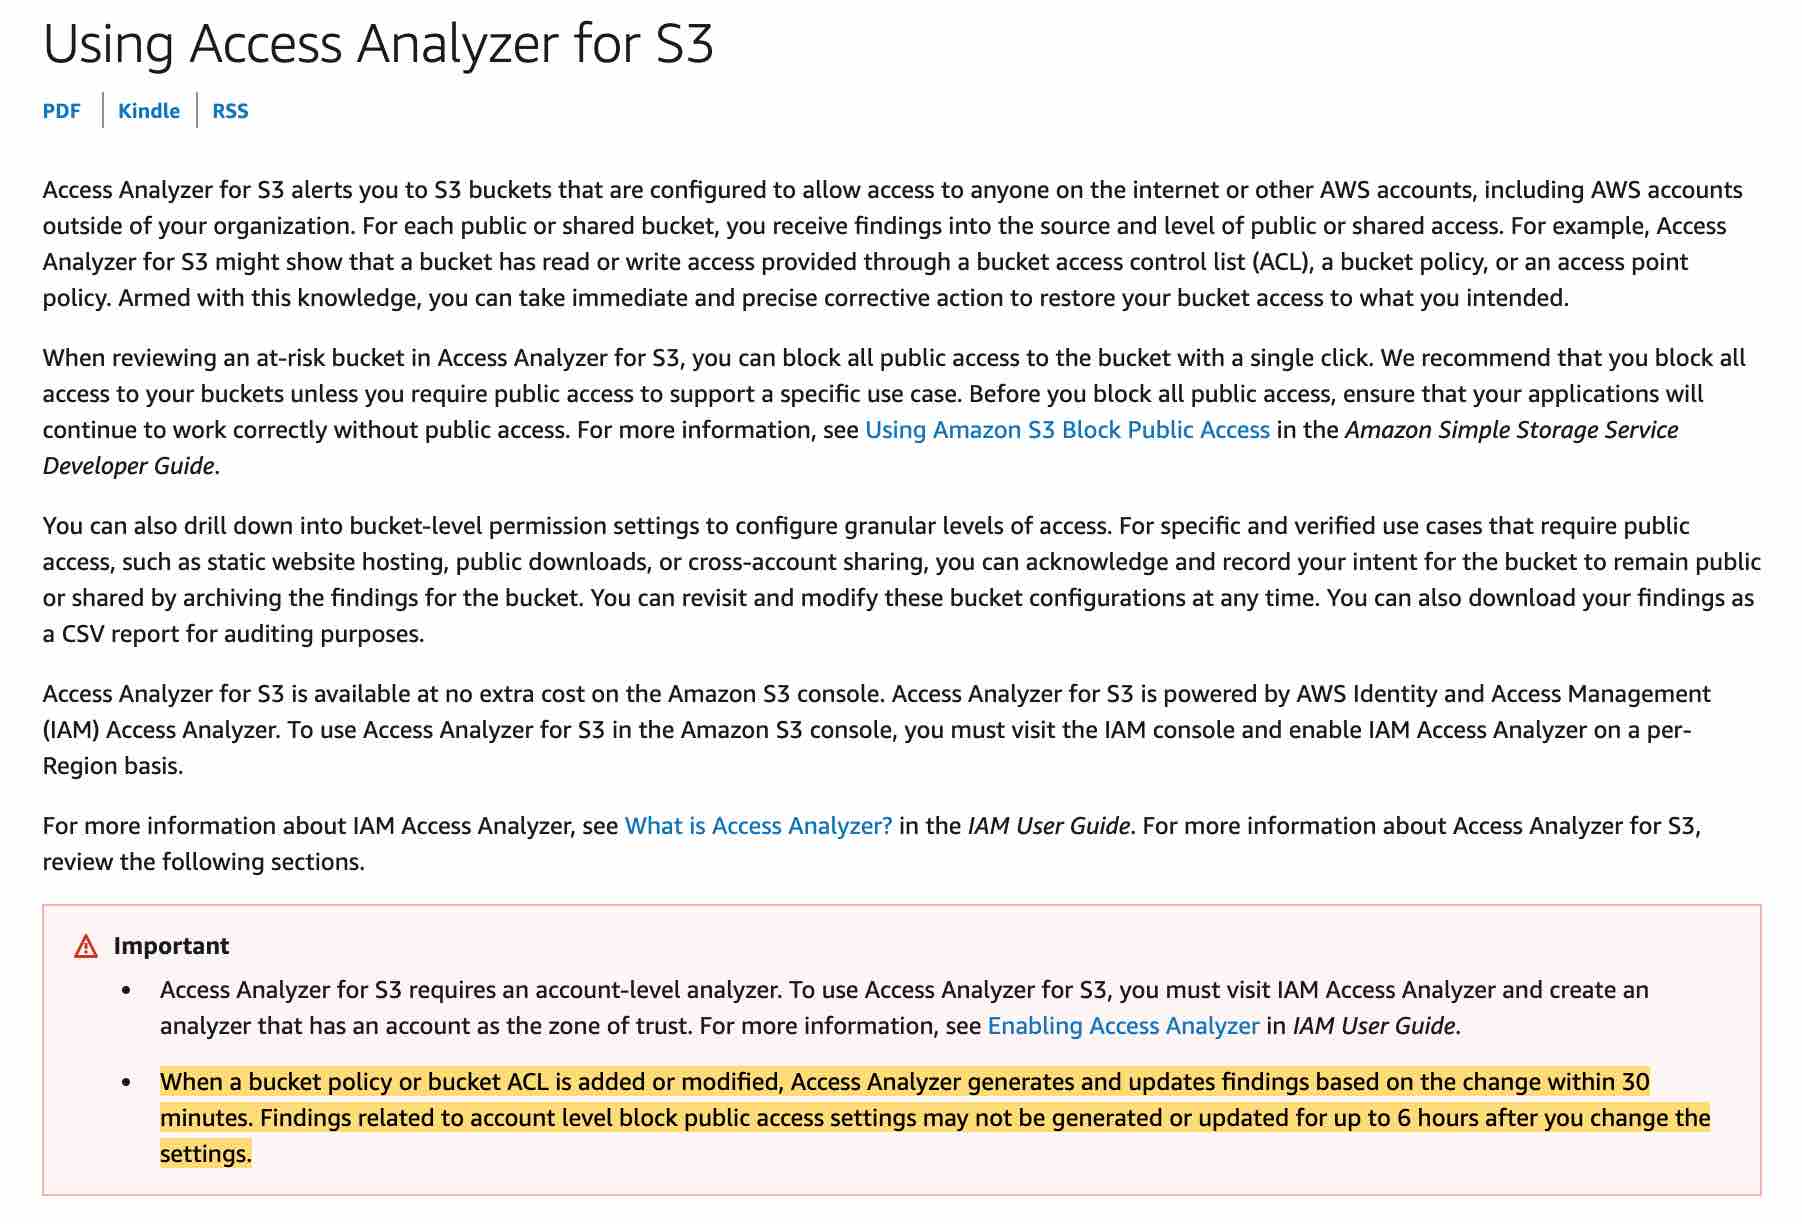 Using Access Analyzer for S3
PDF | Kindle | RSS
Access Analyzer for S3 alerts you to S3 buckets that are configured to allow access to anyone on the internet or other AWS accounts, including AWS accounts
outside of your organization. For each public or shared bucket, you receive findings into the source and level of public or shared access. For example, Access
Analyzer for S3 might show that a bucket has read or write access provided through a bucket access control list (ACL), a bucket policy, or an access point
policy. Armed with this knowledge, you can take immediate and precise corrective action to restore your bucket access to what you intended.
When reviewing an at-risk bucket in Access Analyzer for S3, you can block all public access to the bucket with a single click. We recommend that you block all
access to your buckets unless you require public access to support a specific use case. Before you block all public access, ensure that your applications will
continue to work correctly without public access. For more information, see Using Amazon S3 Block Public Access in the Amazon Simple Storage Service
Developer Guide.
You can also drill down into bucket-level permission settings to configure granular levels of access. For specific and verified use cases that require public
access, such as static website hosting, public downloads, or cross-account sharing, you can acknowledge and record your intent for the bucket to remain public
or shared by archiving the findings for the bucket. You can revisit and modify these bucket configurations at any time. You can also download your findings as
a CSV report for auditing purposes.
Access Analyzer for S3 is available at no extra cost on the Amazon S3 console. Access Analyzer for S3 is powered by AWS Identity and Access Management
(IAM) Access Analyzer. To use Access Analyzer for S3 in the Amazon S3 console, you must visit the IAM console and enable IAM Access Analyzer on a per-
Region basis.
For more information about IAM Access Analyzer, see What is Access Analyzer? in the IAM User Guide. For more information about Access Analyzer for S3,
review the following sections.
Important
• Access Analyzer for S3 requires an account-level analyzer. To use Access Analyzer for S3, you must visit IAM Access Analyzer and create an
analyzer that has an account as the zone of trust. For more information, see Enabling Access Analyzer in IAM User Guide.
• When a bucket policy or bucket ACL is added or modified, Access Analyzer generates and updates findings based on the change within 30
minutes. Findings related to account level block public access settings may not be generated or updated for up to 6 hours after you change the
settings.